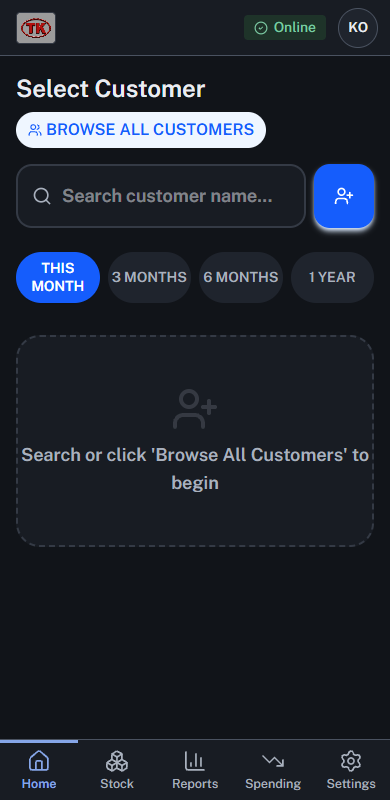 TK
Online
KO
Select Customer
BROWSE ALL CUSTOMERS
Search customer name...
THIS
MONTH
3 MONTHS
6 MONTHS
1 YEAR
Search or click 'Browse All Customers' to
begin
Home
Stock
Reports
Spending
Settings